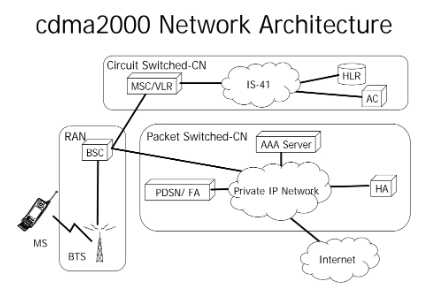 cdma2000 Network Architecture
Circuit Switched-CN
MSC/VLR
IS-41
HLR
AC
RAN
BSC
Packet Switched-CN
AAA Server
PDSN/ FA
Private IP Network
HA
MS
BTS
Internet